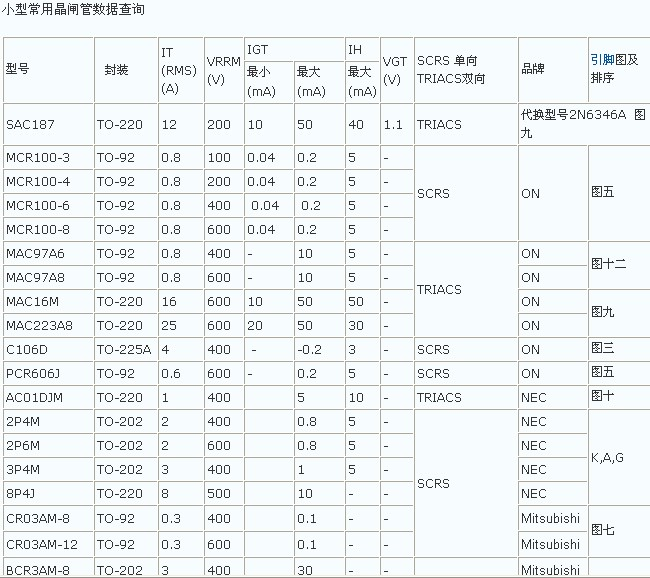 小型常用晶闸管数据查询
型号 封装 IT (RMS) (A) VRRM (V) IGT 最小 (mA) 最大 (mA) IH 最大 (mA) VGT (V) SCRS 单向 TRIACS双向 品牌 引脚图及排序
SAC187 TO-220 12 200 10 50 40 1.1 TRIACS 代换型号2N6346A 图九
MCR100-3 TO-92 0.8 100 0.04 0.2 5 - SCRS ON 图五
MCR100-4 TO-92 0.8 200 0.04 0.2 5 -
MCR100-6 TO-92 0.8 400 0.04 0.2 5 -
MCR100-8 TO-92 0.8 600 0.04 0.2 5 -
MAC97A6 TO-92 0.8 400 - 10 5 - TRIACS ON 图十二
MAC97A8 TO-92 0.8 600 - 10 5 - ON
MAC16M TO-220 16 600 10 50 50 - ON 图九
MAC223A8 TO-220 25 600 20 50 30 - ON
C106D TO-225A 4 400 - -0.2 3 - SCRS ON 图三
PCR606J TO-92 0.6 600 - 0.2 5 - SCRS ON 图五
AC01DJM TO-220 1 400 5 10 - TRIACS NEC 图十
2P4M TO-202 2 400 0.8 5 - SCRS NEC K,A,G
2P6M TO-202 2 600 0.8 5 - NEC
3P4M TO-202 3 400 1 5 - NEC
8P4J TO-220 8 500 10 - - NEC
CR03AM-8 TO-92 0.3 400 0.1 - - Mitsubishi 图七
CR03AM-12 TO-92 0.3 600 0.1 - - Mitsubishi
BCR3AM-8 TO-202 3 400 30 - - Mitsubishi